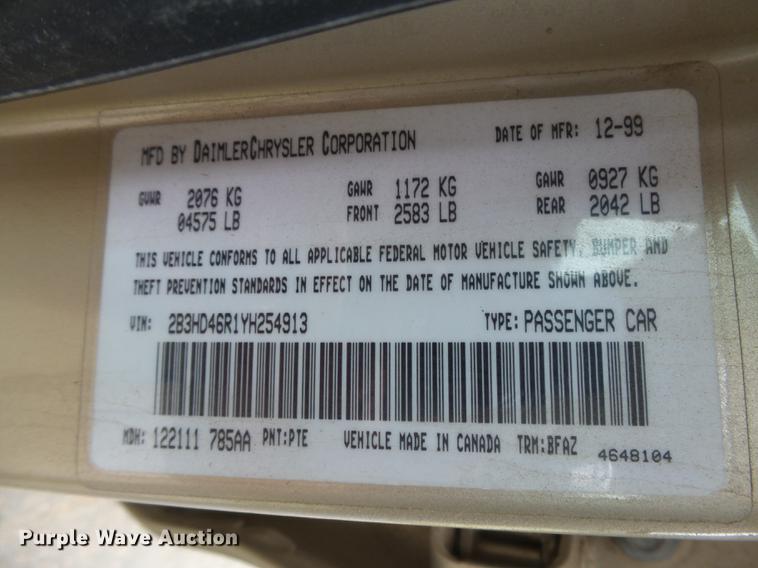 MFD BY DAIMLERCHRYSLER CORPORATION DATE OF MFR: 12-99
GVWR 2076 KG GAWR 1172 KG GAWR 0927 KG
04575 LB FRONT 2583 LB REAR 2042 LB
THIS VEHICLE CONFORMS TO ALL APPLICABLE FEDERAL MOTOR VEHICLE SAFETY, BUMPER AND
THEFT PREVENTION STANDARDS IN EFFECT ON THE DATE OF MANUFACTURE SHOWN ABOVE.
VIN: 2B3HD46R1YH254913 TYPE: PASSENGER CAR
MDH: 122111 785AA PNT:PTE VEHICLE MADE IN CANADA TRM:BFAZ 4648104
Purple Wave Auction